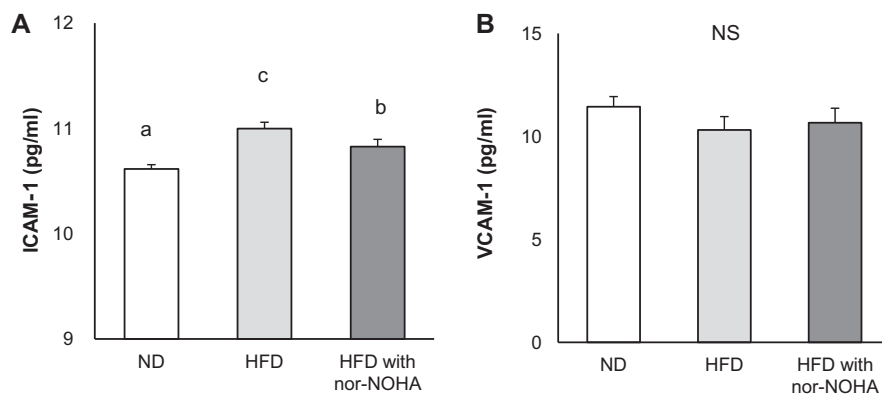 A
ICAM-1 (pg/ml)
12
11
10
9
a
c
b
ND
HFD
HFD with
nor-NOHA
B
VCAM-1 (pg/ml)
15
10
5
0
NS
ND
HFD
HFD with
nor-NOHA